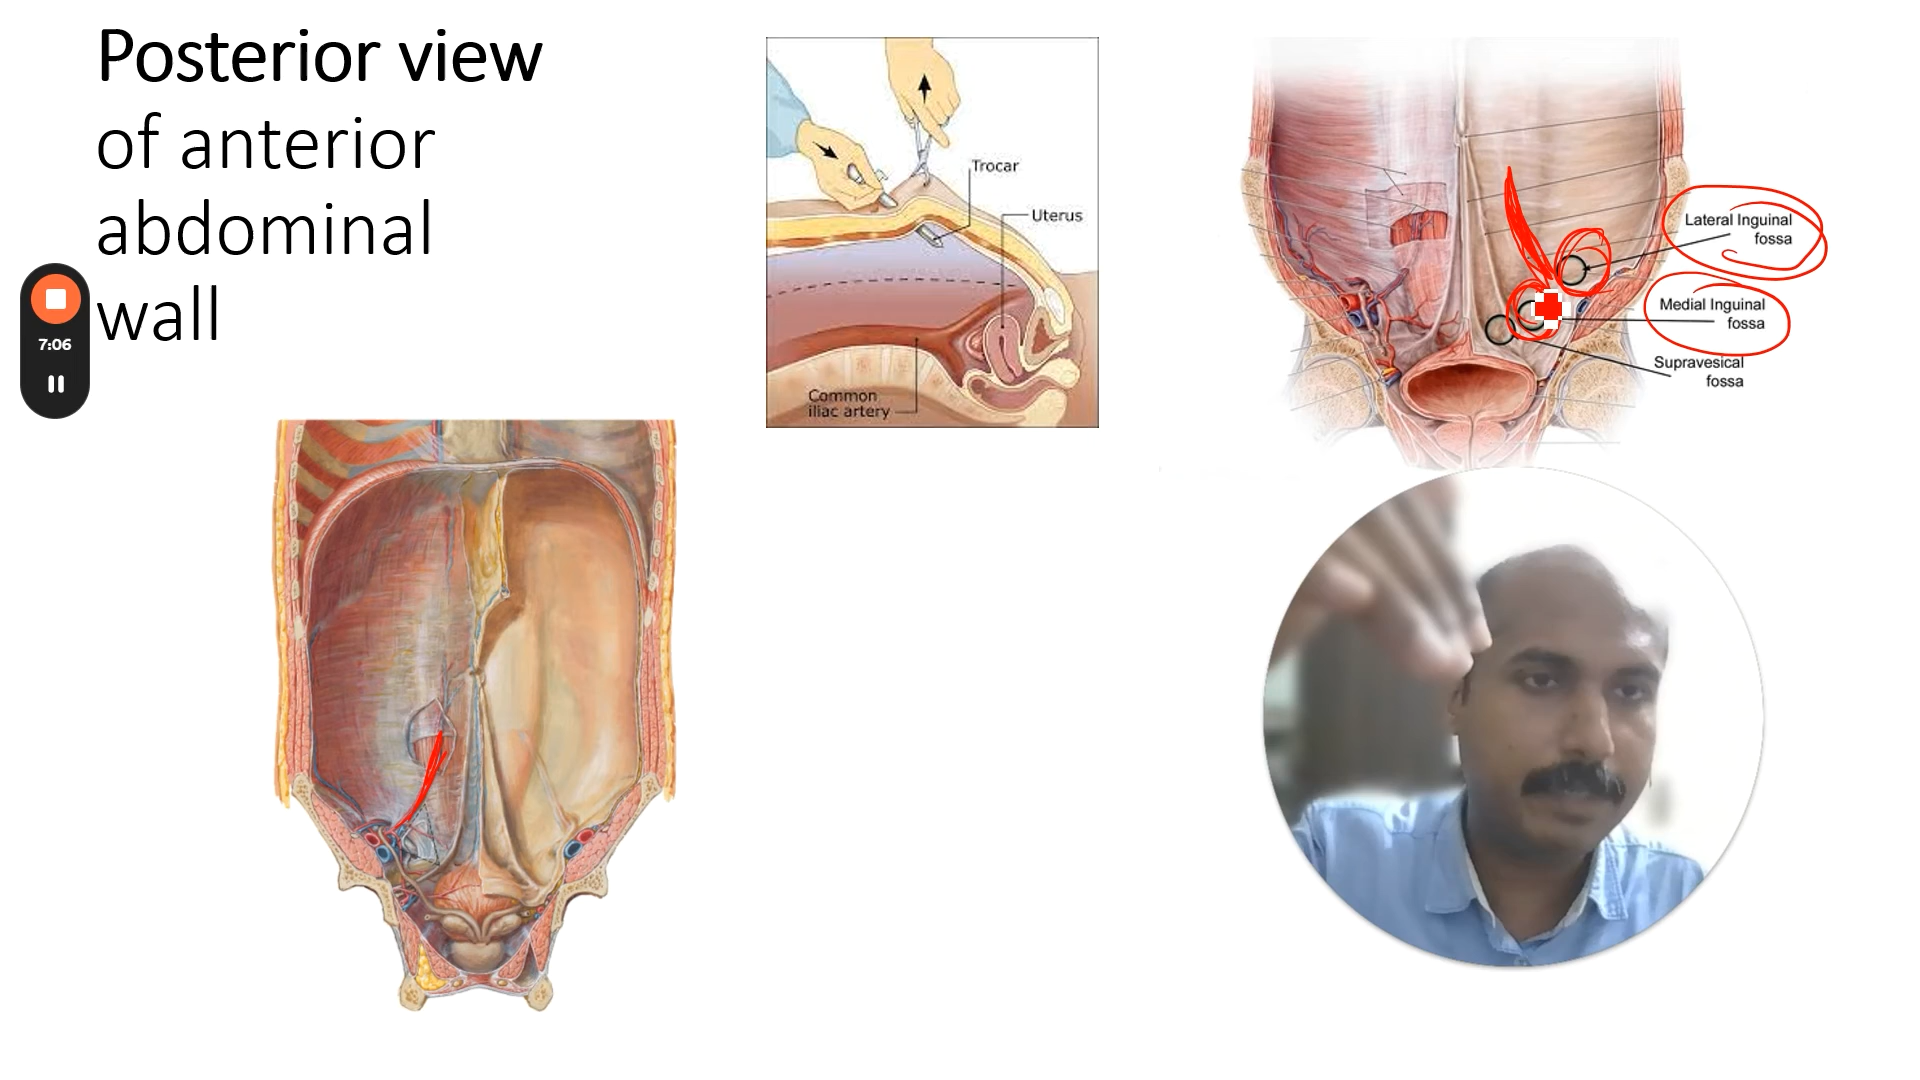 Posterior view
of anterior
abdominal
wall
7:06
Trocar
Uterus
Common
iliac artery
Lateral Inguinal
fossa
Medial Inguinal
fossa
Supravesical
fossa